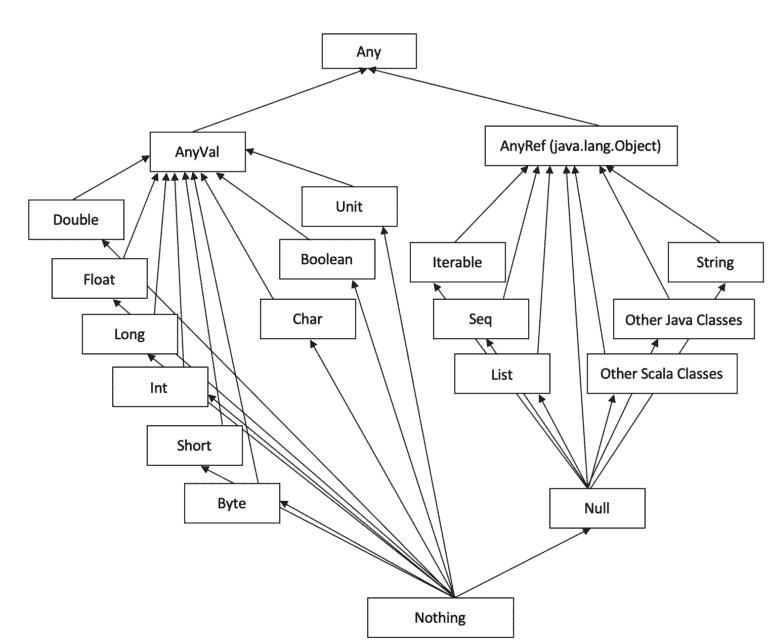 Any
AnyVal
AnyRef (java.lang.Object)
Double
Unit
Float
Boolean
Iterable
String
Long
Char
Seq
Other Java Classes
Int
List
Other Scala Classes
Short
Byte
Null
Nothing